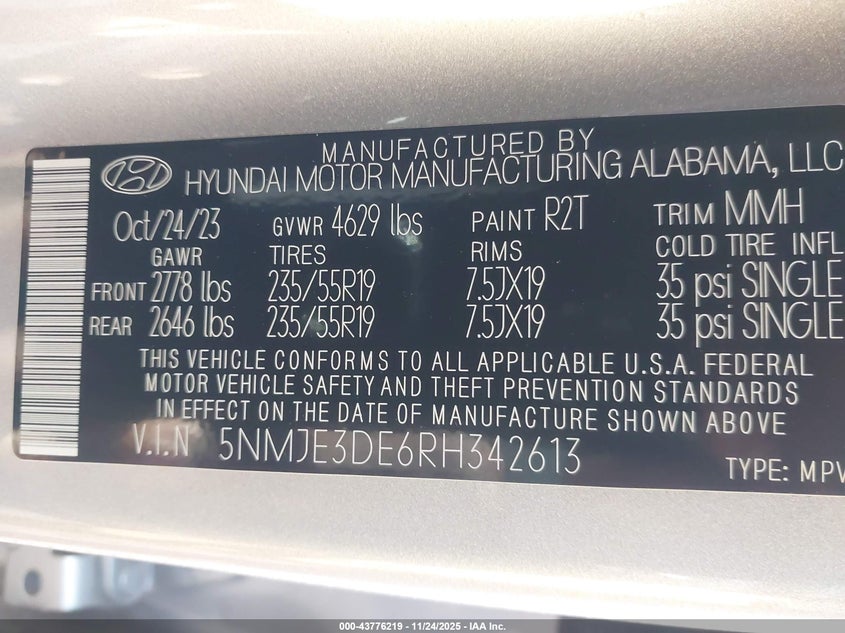 MANUFACTURED BY
HYUNDAI MOTOR MANUFACTURING ALABAMA, LLC
Oct/24/23 GVWR 4629 lbs PAINT R2T TRIM MMH
GAWR TIRES RIMS COLD TIRE INFL
FRONT 2778 lbs 235/55R19 7.5JX19 35 psi SINGLE
REAR 2646 lbs 235/55R19 7.5JX19 35 psi SINGLE
THIS VEHICLE CONFORMS TO ALL APPLICABLE U.S.A. FEDERAL
MOTOR VEHICLE SAFETY AND THEFT PREVENTION STANDARDS
IN EFFECT ON THE DATE OF MANUFACTURE SHOWN ABOVE
V.I.N 5NMJE3DE6RH342613
TYPE: MPV
000-43776219 - 11/24/2025 - IAA Inc.